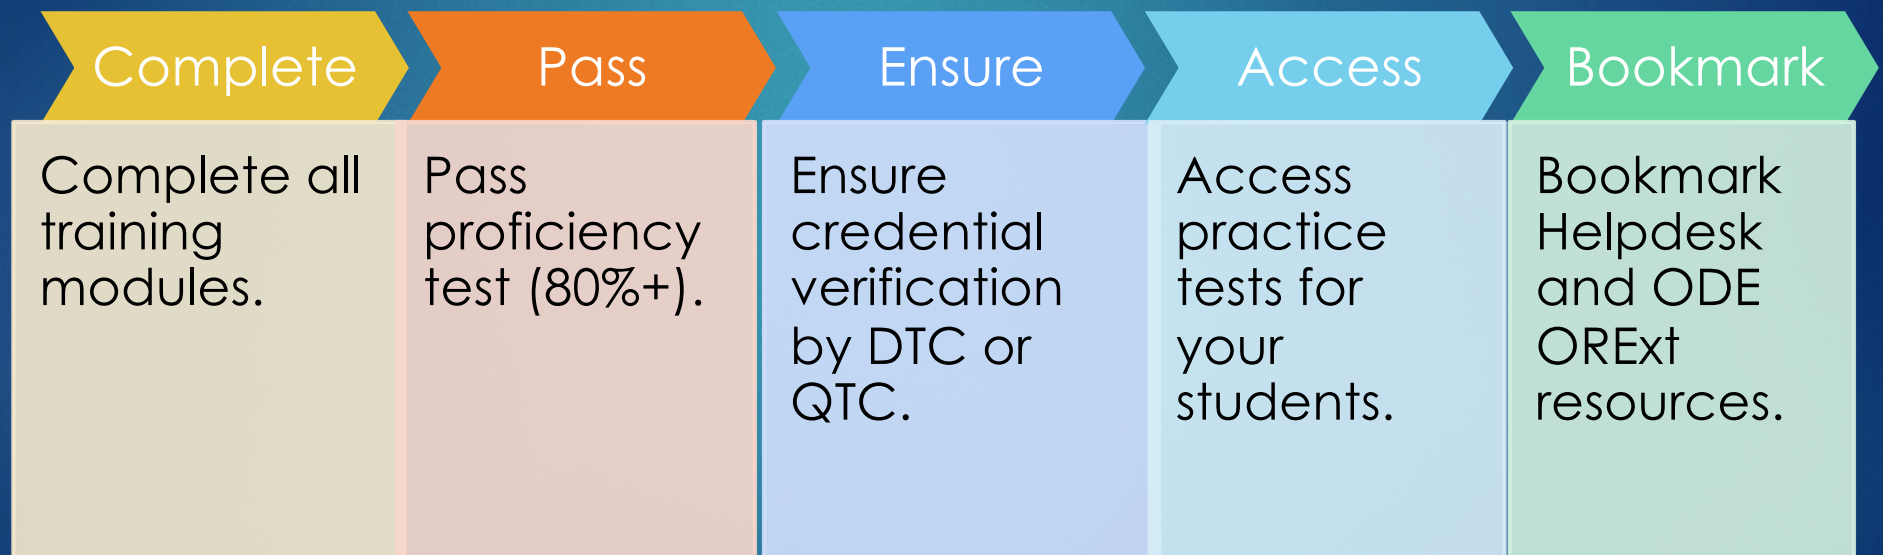 Complete
Pass
Ensure
Access
Bookmark
Complete all
training
modules.
Pass
proficiency
test (80%+).
Ensure
credential
verification
by DTC or
QTC.
Access
practice
tests for
your
students.
Bookmark
Helpdesk
and ODE
ORExt
resources.